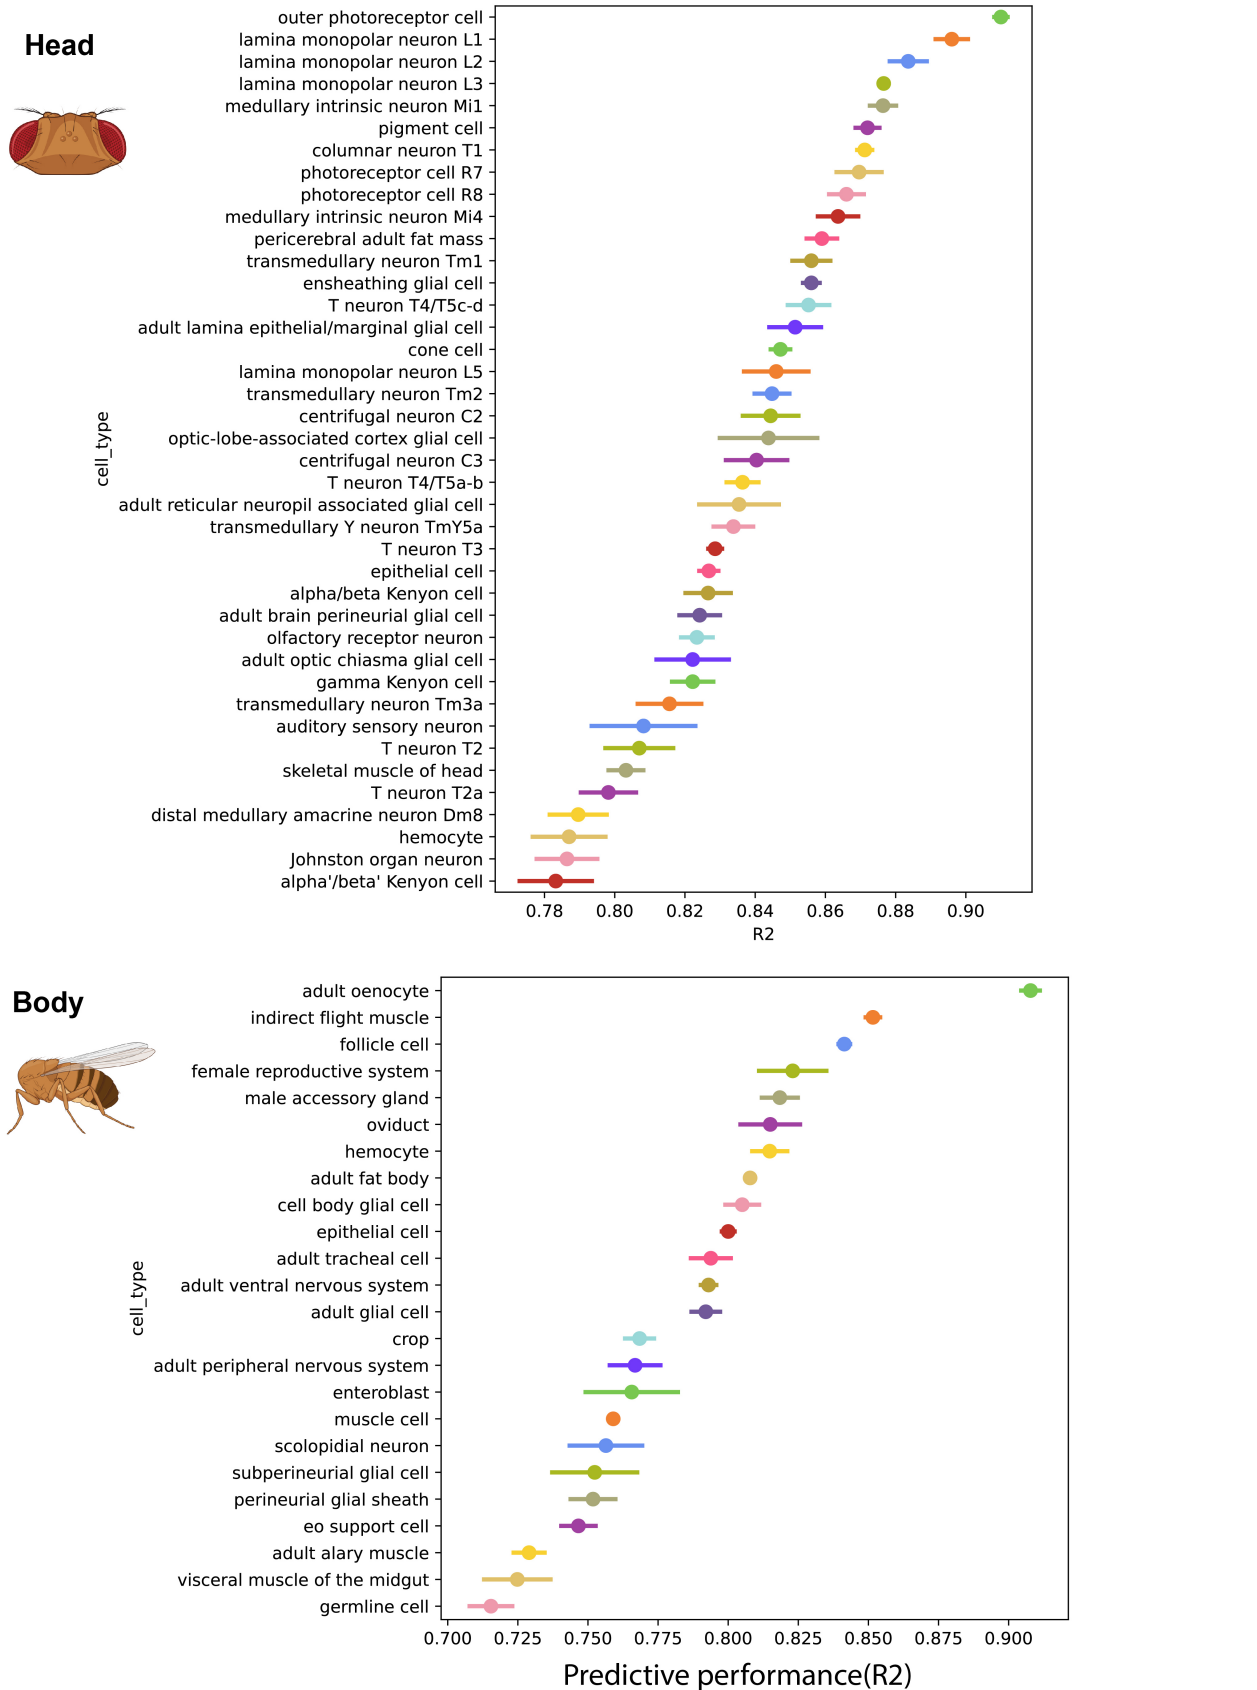 Head
outer photoreceptor cell
lamina monopolar neuron L1
lamina monopolar neuron L2
lamina monopolar neuron L3
medullary intrinsic neuron Mi1
pigment cell
columnar neuron T1
photoreceptor cell R7
photoreceptor cell R8
medullary intrinsic neuron Mi4
pericerebral adult fat mass
transmedullary neuron Tm1
ensheathing glial cell
T neuron T4/T5c-d
adult lamina epithelial/marginal glial cell
cone cell
lamina monopolar neuron L5
transmedullary neuron Tm2
centrifugal neuron C2
optic-lobe-associated cortex glial cell
centrifugal neuron C3
T neuron T4/T5a-b
adult reticular neuropil associated glial cell
transmedullary Y neuron TmY5a
T neuron T3
epithelial cell
alpha/beta Kenyon cell
adult brain perineurial glial cell
olfactory receptor neuron
adult optic chiasma glial cell
gamma Kenyon cell
transmedullary neuron Tm3a
auditory sensory neuron
T neuron T2
skeletal muscle of head
T neuron T2a
distal medullary amacrine neuron Dm8
hemocyte
Johnston organ neuron
alpha'/beta' Kenyon cell
cell_type
0.78 0.80 0.82 0.84 0.86 0.88 0.90
R2
Body
adult oenocyte
indirect flight muscle
follicle cell
female reproductive system
male accessory gland
oviduct
hemocyte
adult fat body
cell body glial cell
epithelial cell
adult tracheal cell
adult ventral nervous system
adult glial cell
crop
adult peripheral nervous system
enteroblast
muscle cell
scolopidial neuron
subperineurial glial cell
perineurial glial sheath
eo support cell
adult alary muscle
visceral muscle of the midgut
germline cell
cell_type
0.700 0.725 0.750 0.775 0.800 0.825 0.850 0.875 0.900
Predictive performance(R2)